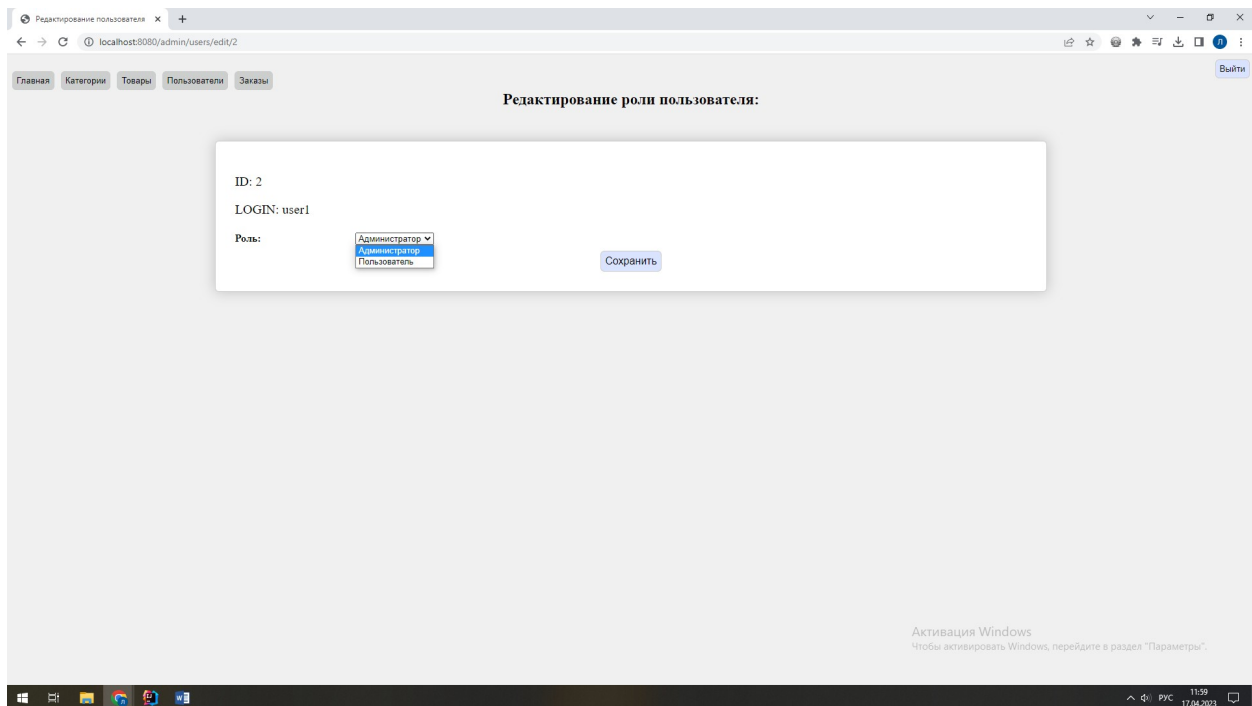 Редактирование пользователя
localhost:8080/admin/users/edit/2
Л
Выйти
Главная Категории Товары Пользователи Заказы
Редактирование роли пользователя:
ID: 2
LOGIN: user1
Роль: Администратор
Администратор
Пользователь
Сохранить
Активация Windows
Чтобы активировать Windows, перейдите в раздел "Параметры".
РУС 11:59
17.04.2023